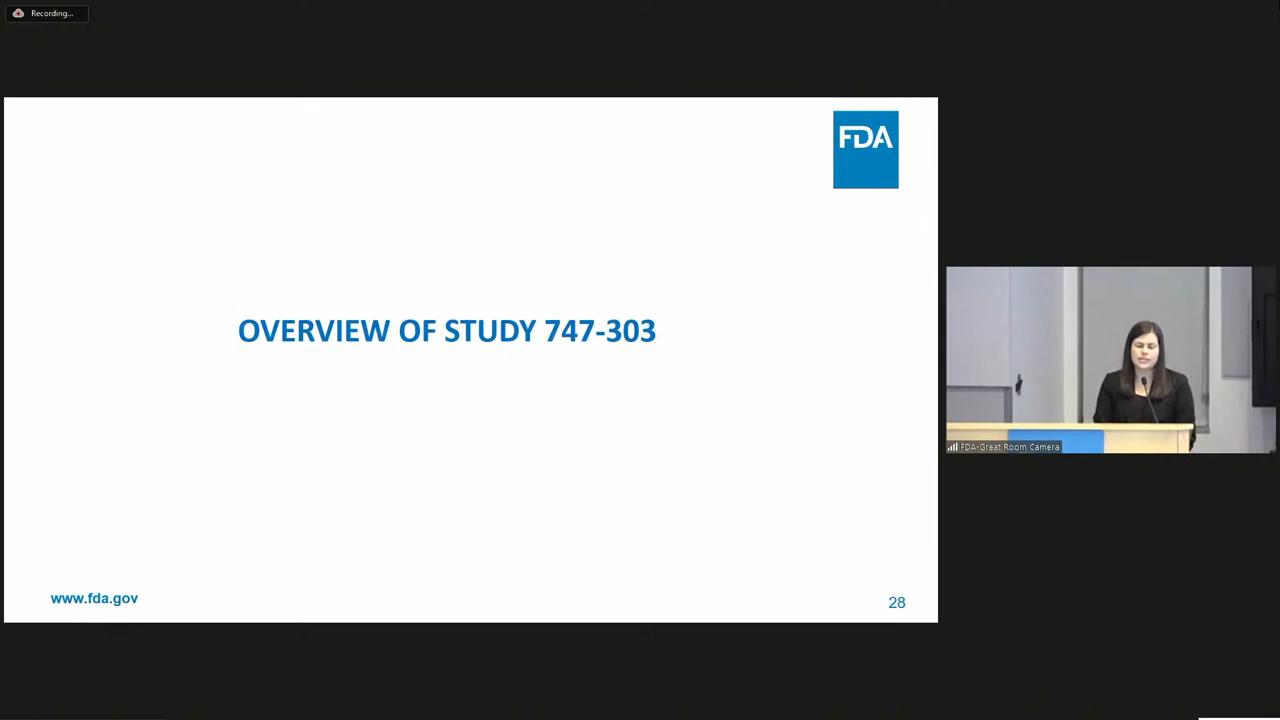 Recording...
FDA
OVERVIEW OF STUDY 747-303
www.fda.gov
28
FDA-Great Room Camera